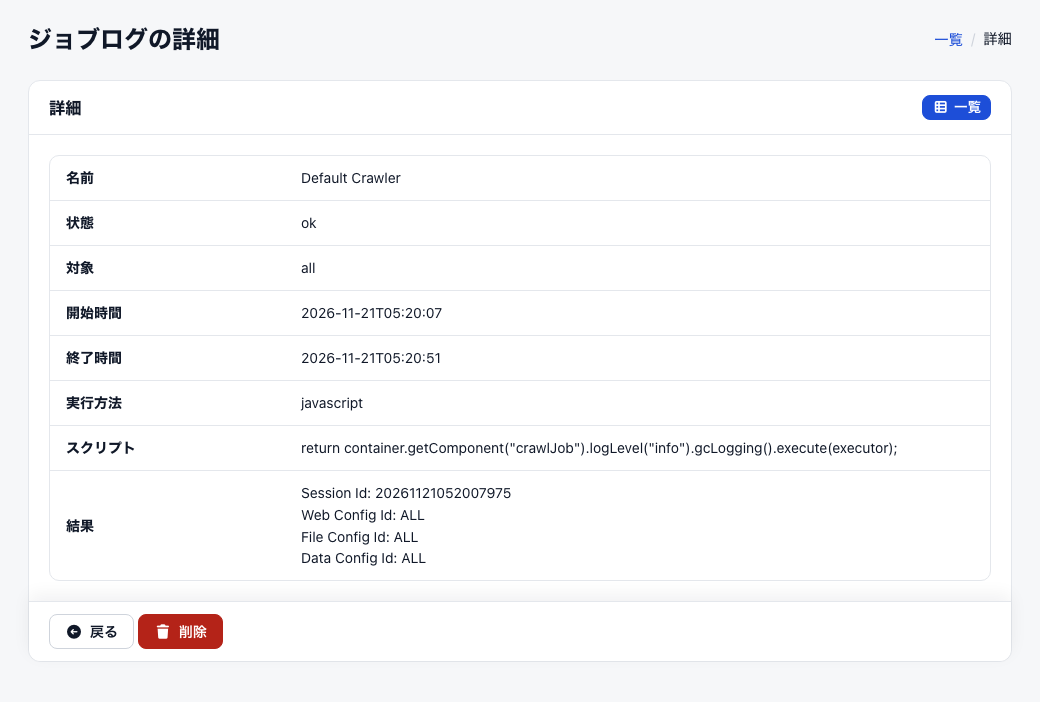 ジョブログの詳細
一覧 / 詳細
詳細
一覧
名前 Default Crawler
状態 ok
対象 all
開始時間 2026-11-21T05:20:07
終了時間 2026-11-21T05:20:51
実行方法 javascript
スクリプト return container.getComponent("crawlJob").logLevel("info").gcLogging().execute(executor);
結果
Session Id: 20261121052007975
Web Config Id: ALL
File Config Id: ALL
Data Config Id: ALL
戻る 削除